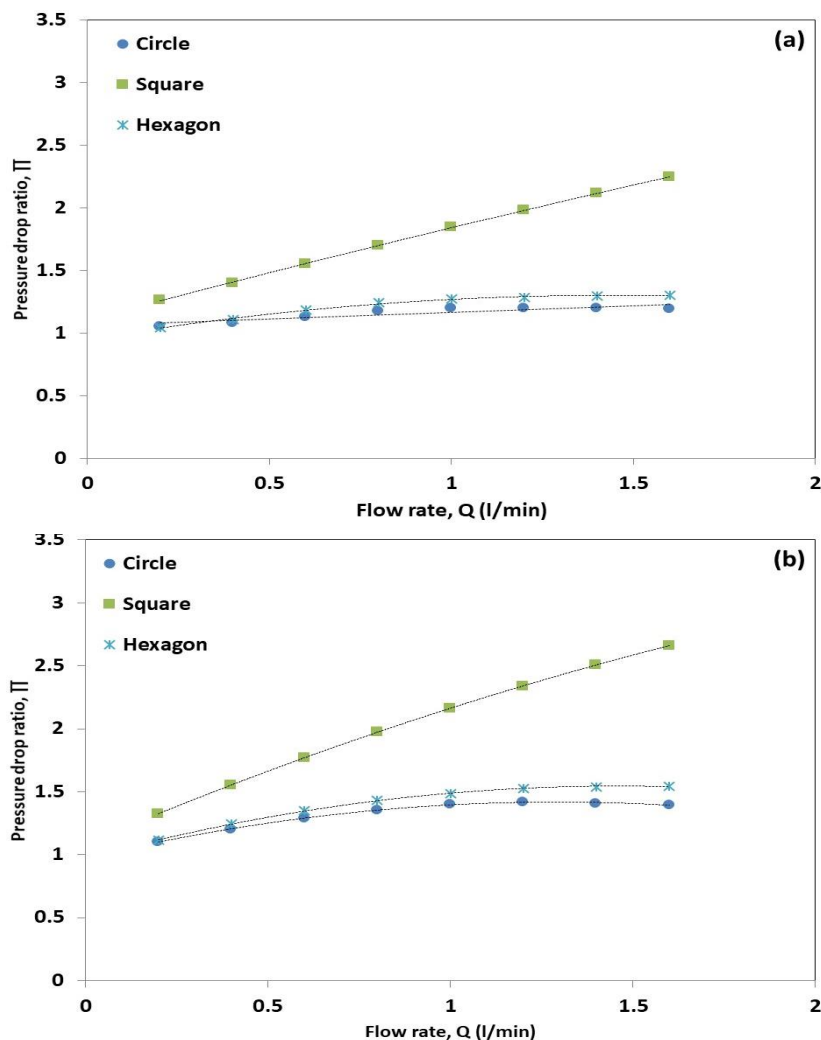 3.5
(a)
Circle
3
Square
Hexagon
2.5
2
1.5
1
0.5
0
Pressure drop ratio, ∏
0 0.5 1 1.5 2
Flow rate, Q (l/min)
3.5
(b)
Circle
3
Square
Hexagon
2.5
2
1.5
1
0.5
0
Pressure drop ratio, ∏
0 0.5 1 1.5 2
Flow rate, Q (l/min)